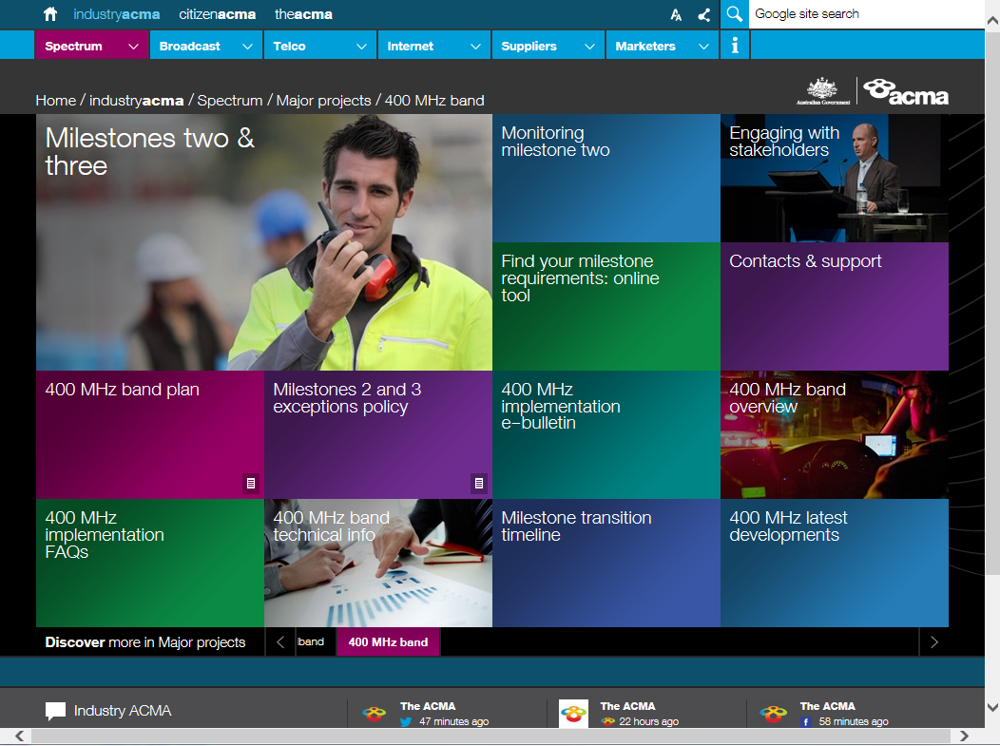 industryacma citizenacma theacma
Google site search
Spectrum Broadcast Telco Internet Suppliers Marketers i
Home / industryacma / Spectrum / Major projects / 400 MHz band
Australian Government
acma
Milestones two &
three
Monitoring
milestone two
Engaging with
stakeholders
Find your milestone
requirements: online
tool
Contacts & support
400 MHz band plan
Milestones 2 and 3
exceptions policy
400 MHz
implementation
e-bulletin
400 MHz band
overview
400 MHz
implementation
FAQs
400 MHz band
technical info
Milestone transition
timeline
400 MHz latest
developments
Discover more in Major projects
band
400 MHz band
Industry ACMA
The ACMA
47 minutes ago
The ACMA
22 hours ago
The ACMA
58 minutes ago